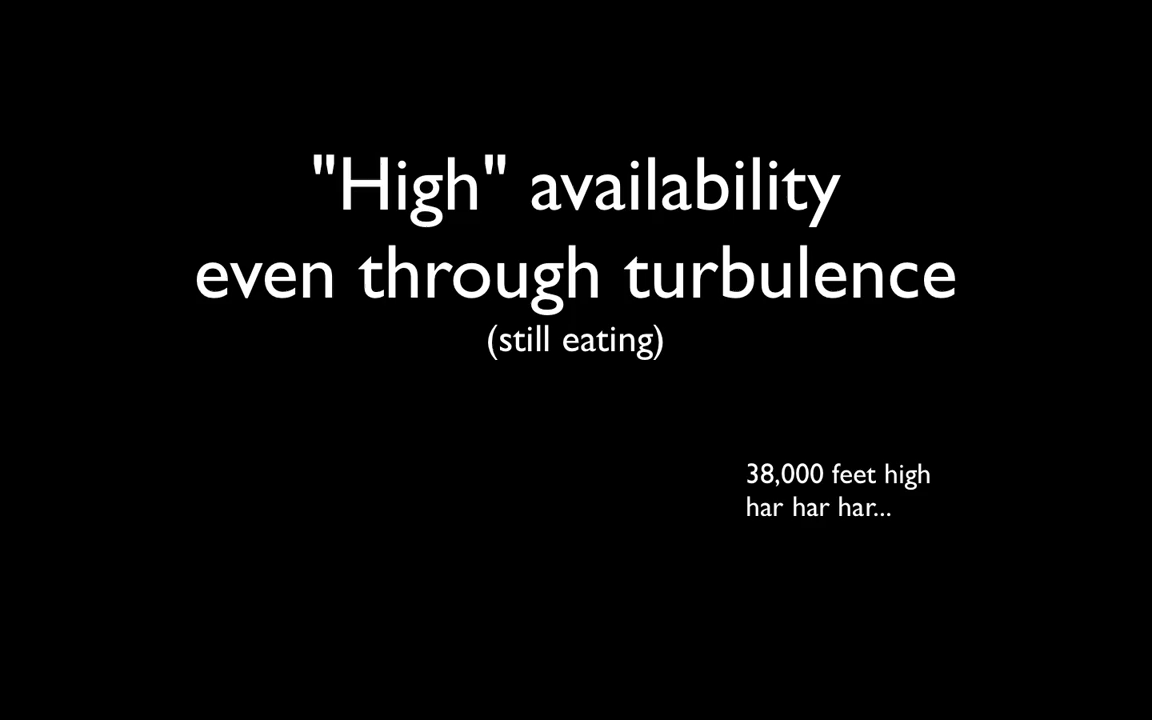 "High" availability
even through turbulence
(still eating)
38,000 feet high
har har har...